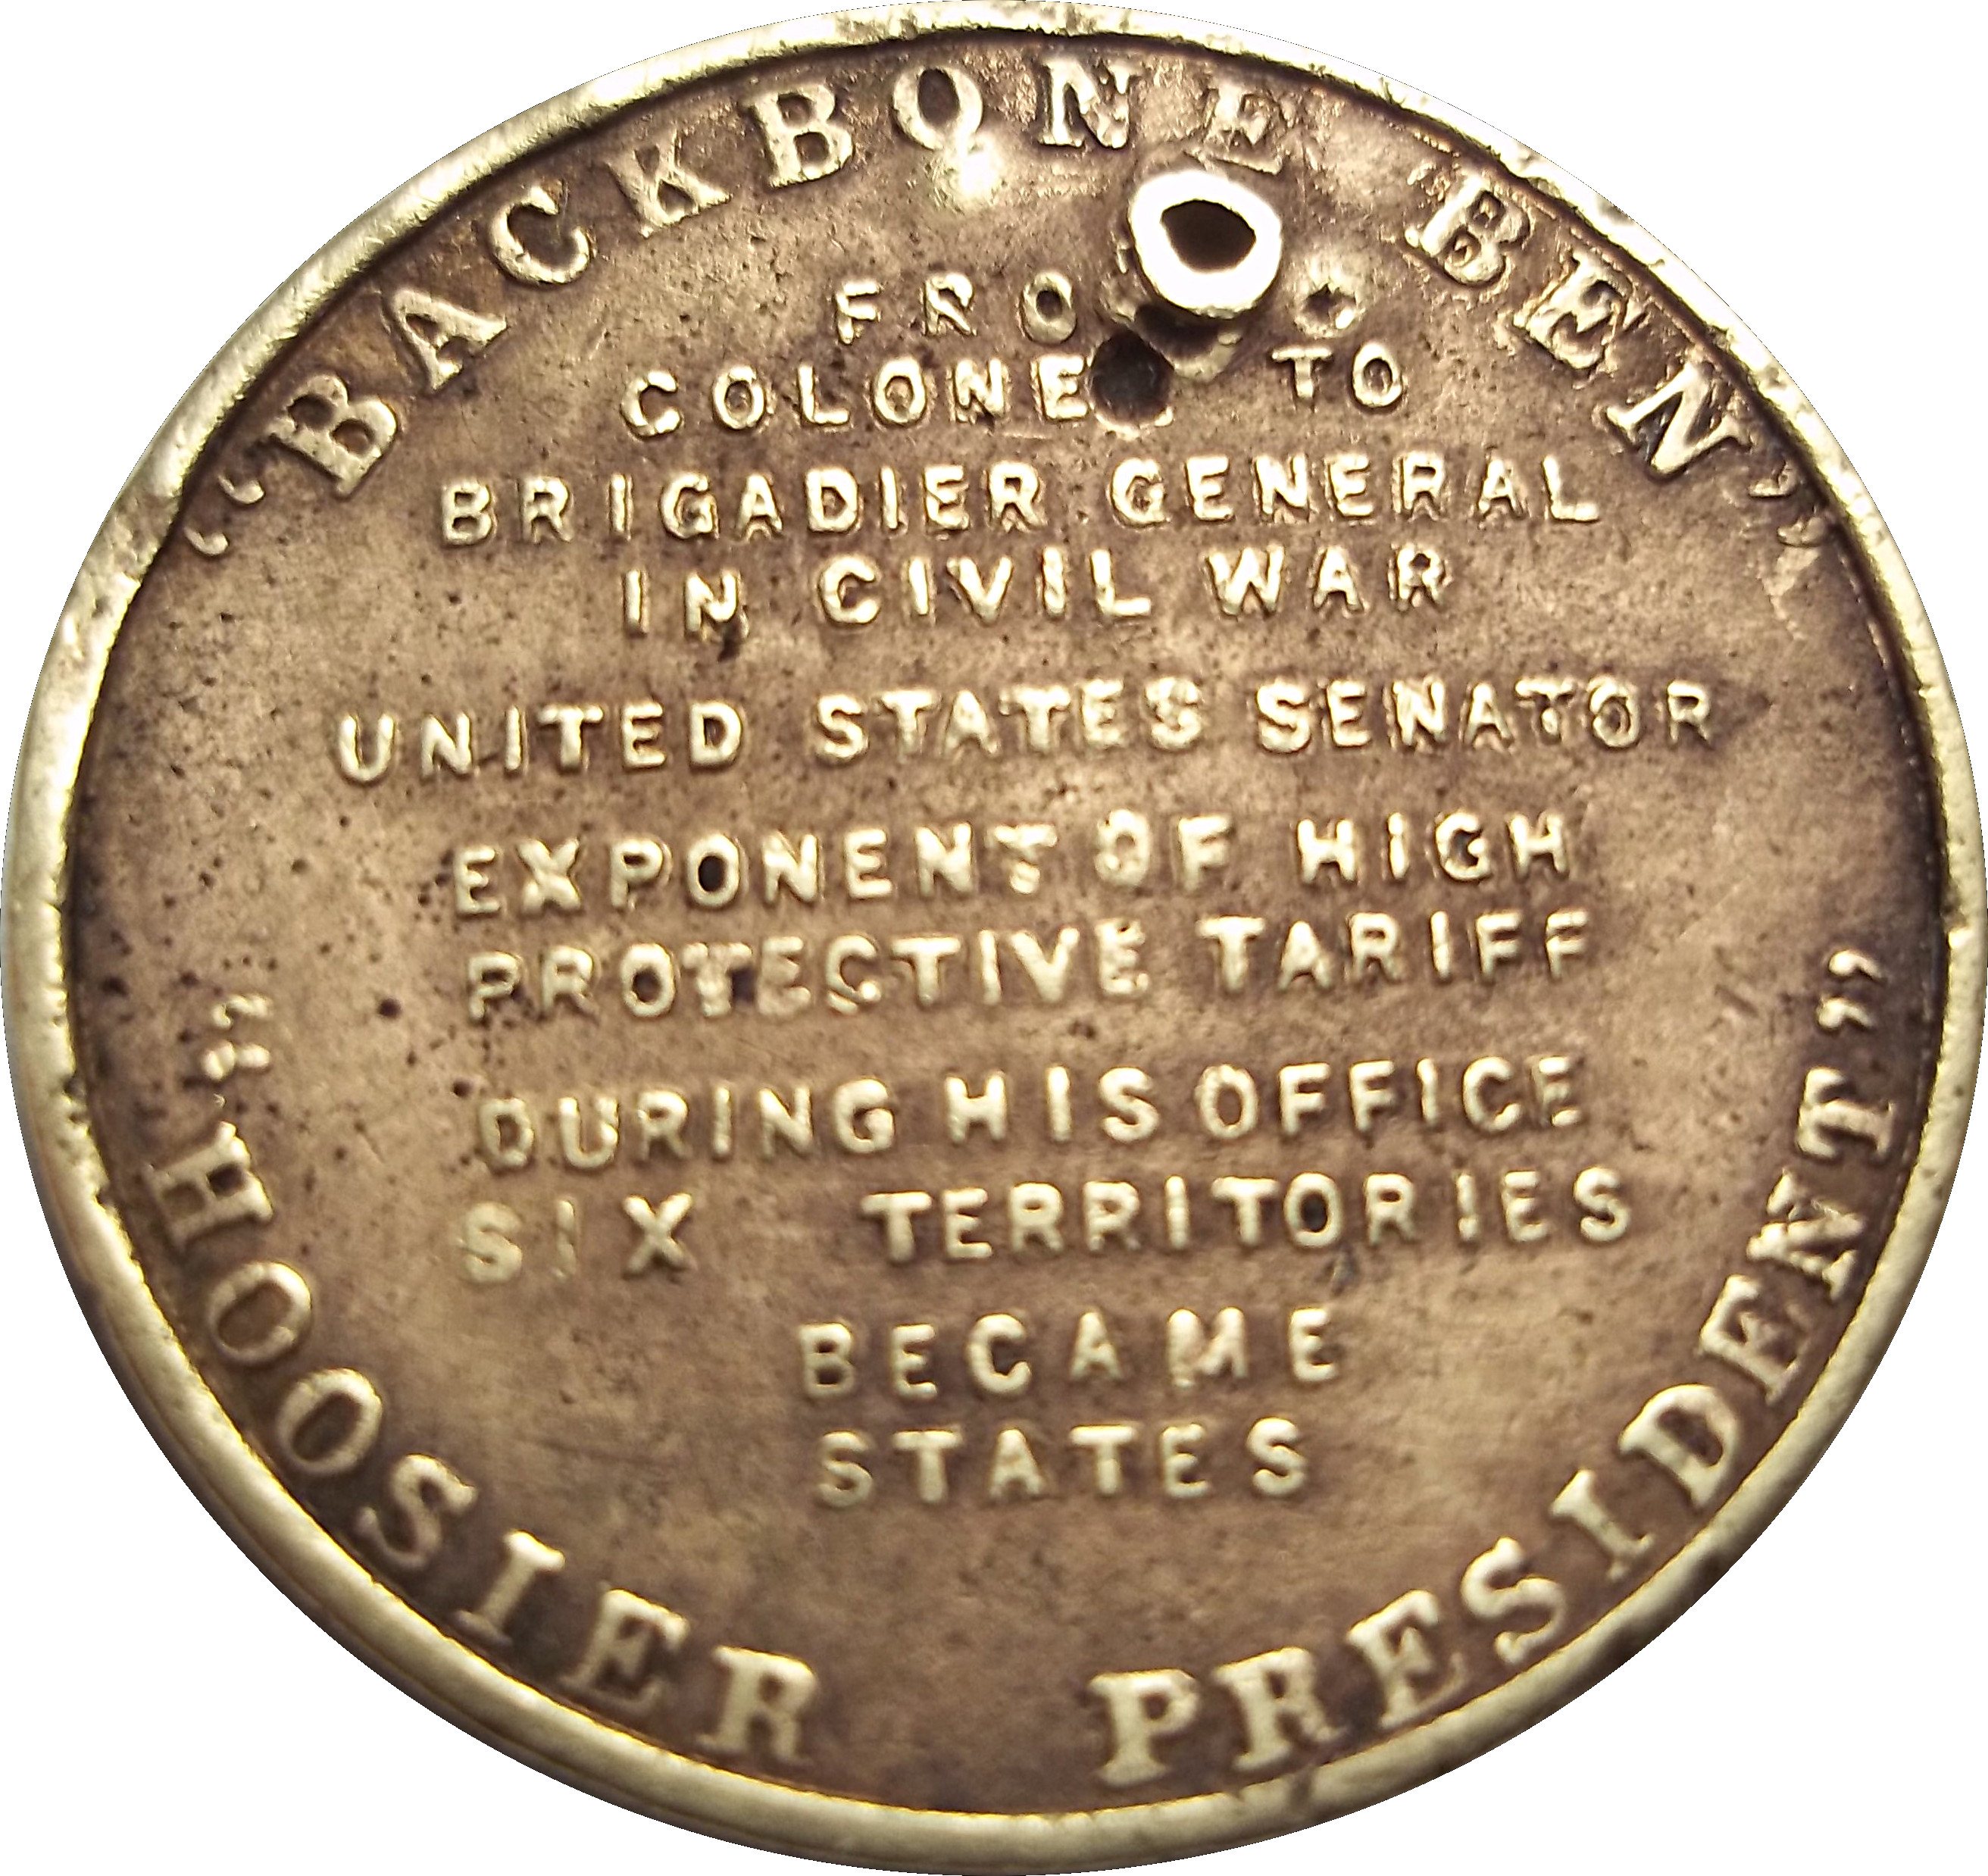 “BACKBONE BEN”
FRO
COLONE TO
BRIGADIER GENERAL
IN CIVIL WAR
UNITED STATES SENATOR
EXPONENT OF HIGH
PROTECTIVE TARIFF
DURING HIS OFFICE
SIX TERRITORIES
BECAME
STATES
“HOOSIER PRESIDENT”